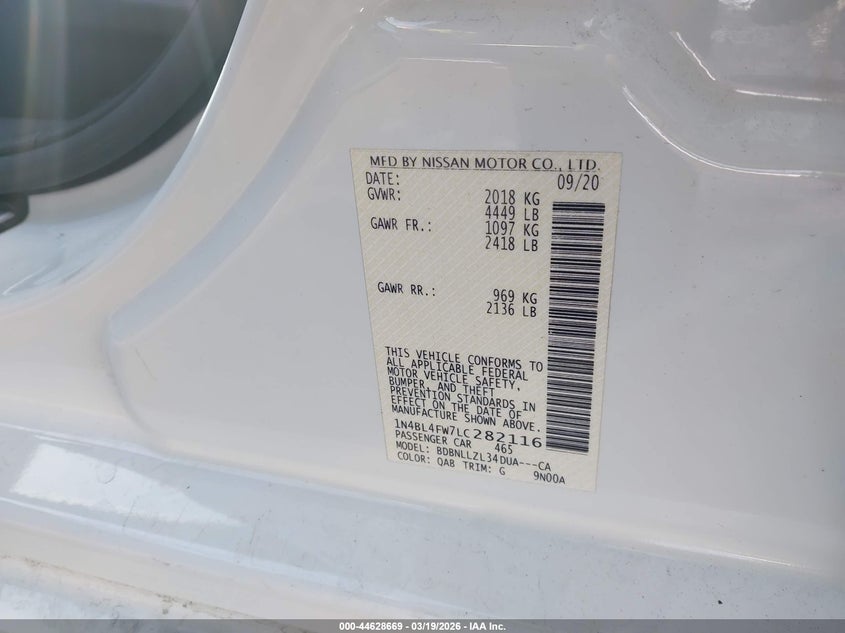 MFD BY NISSAN MOTOR CO., LTD.
DATE: 09/20
GVWR: 2018 KG
4449 LB
GAWR FR.: 1097 KG
2418 LB
GAWR RR.: 969 KG
2136 LB
THIS VEHICLE CONFORMS TO
ALL APPLICABLE FEDERAL
MOTOR VEHICLE SAFETY,
BUMPER, AND THEFT
PREVENTION STANDARDS IN
EFFECT ON THE DATE OF
MANUFACTURE SHOWN ABOVE.
1N4BL4FW7LC282116
PASSENGER CAR 465
MODEL: BDBNLLZL34DUA---CA
COLOR: QAB TRIM: G 9N00A
000-44628669 — 03/19/2026 — IAA Inc.